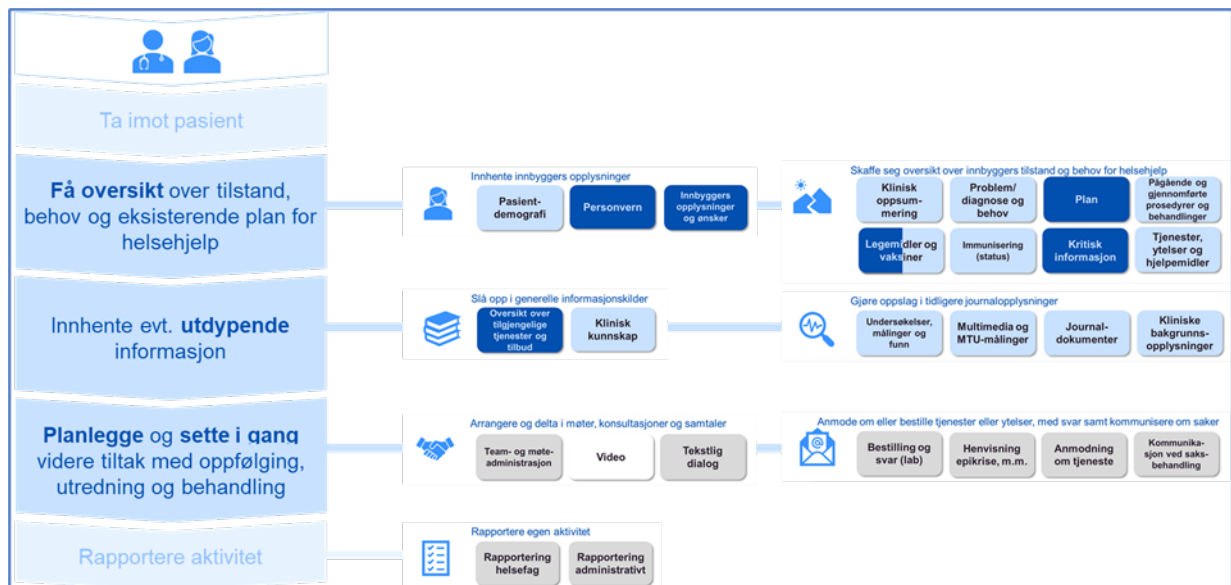 Ta imot pasient
Få oversikt over tilstand,
behov og eksisterende plan for
helsehjelp
Innhente innbyggers opplysninger
Pasient-
demografi
Personvern
Innbyggers
opplysninger
og ønsker
Skaffe seg oversikt over innbyggers tilstand og behov for helsehjelp
Klinisk
oppsum-
mering
Problem/
diagnose og
behov
Plan
Pågående og
gjennomførte
prosedyrer og
behandlinger
Legemidler og
vaksiner
Immunisering
(status)
Kritisk
informasjon
Tjenester,
ytelser og
hjelpemidler
Innhente evt. utdypende
informasjon
Slå opp i generelle informasjonskilder
Oversikt over
tilgjengelige
tjenester og
tilbud
Klinisk
kunnskap
Gjøre oppslag i tidligere journalopplysninger
Undersøkelser,
målinger og
funn
Multimedia og
MTU-målinger
Journal-
dokumenter
Kliniske
bakgrunns-
opplysninger
Planlegge og sette i gang
videre tiltak med oppfølging,
utredning og behandling
Arrangere og delta i møter, konsultasjoner og samtaler
Team- og møte-
administrasjon
Video
Tekstlig
dialog
Anmode om eller bestille tjenester eller ytelser, med svar samt kommunisere om saker
Bestilling og
svar (lab)
Henvisning
epikrise, m.m.
Anmodning
om tjeneste
Kommunika-
sjon ved saks-
behandling
Rapportere aktivitet
Rapportere egen aktivitet
Rapportering
helsefag
Rapportering
administrativt